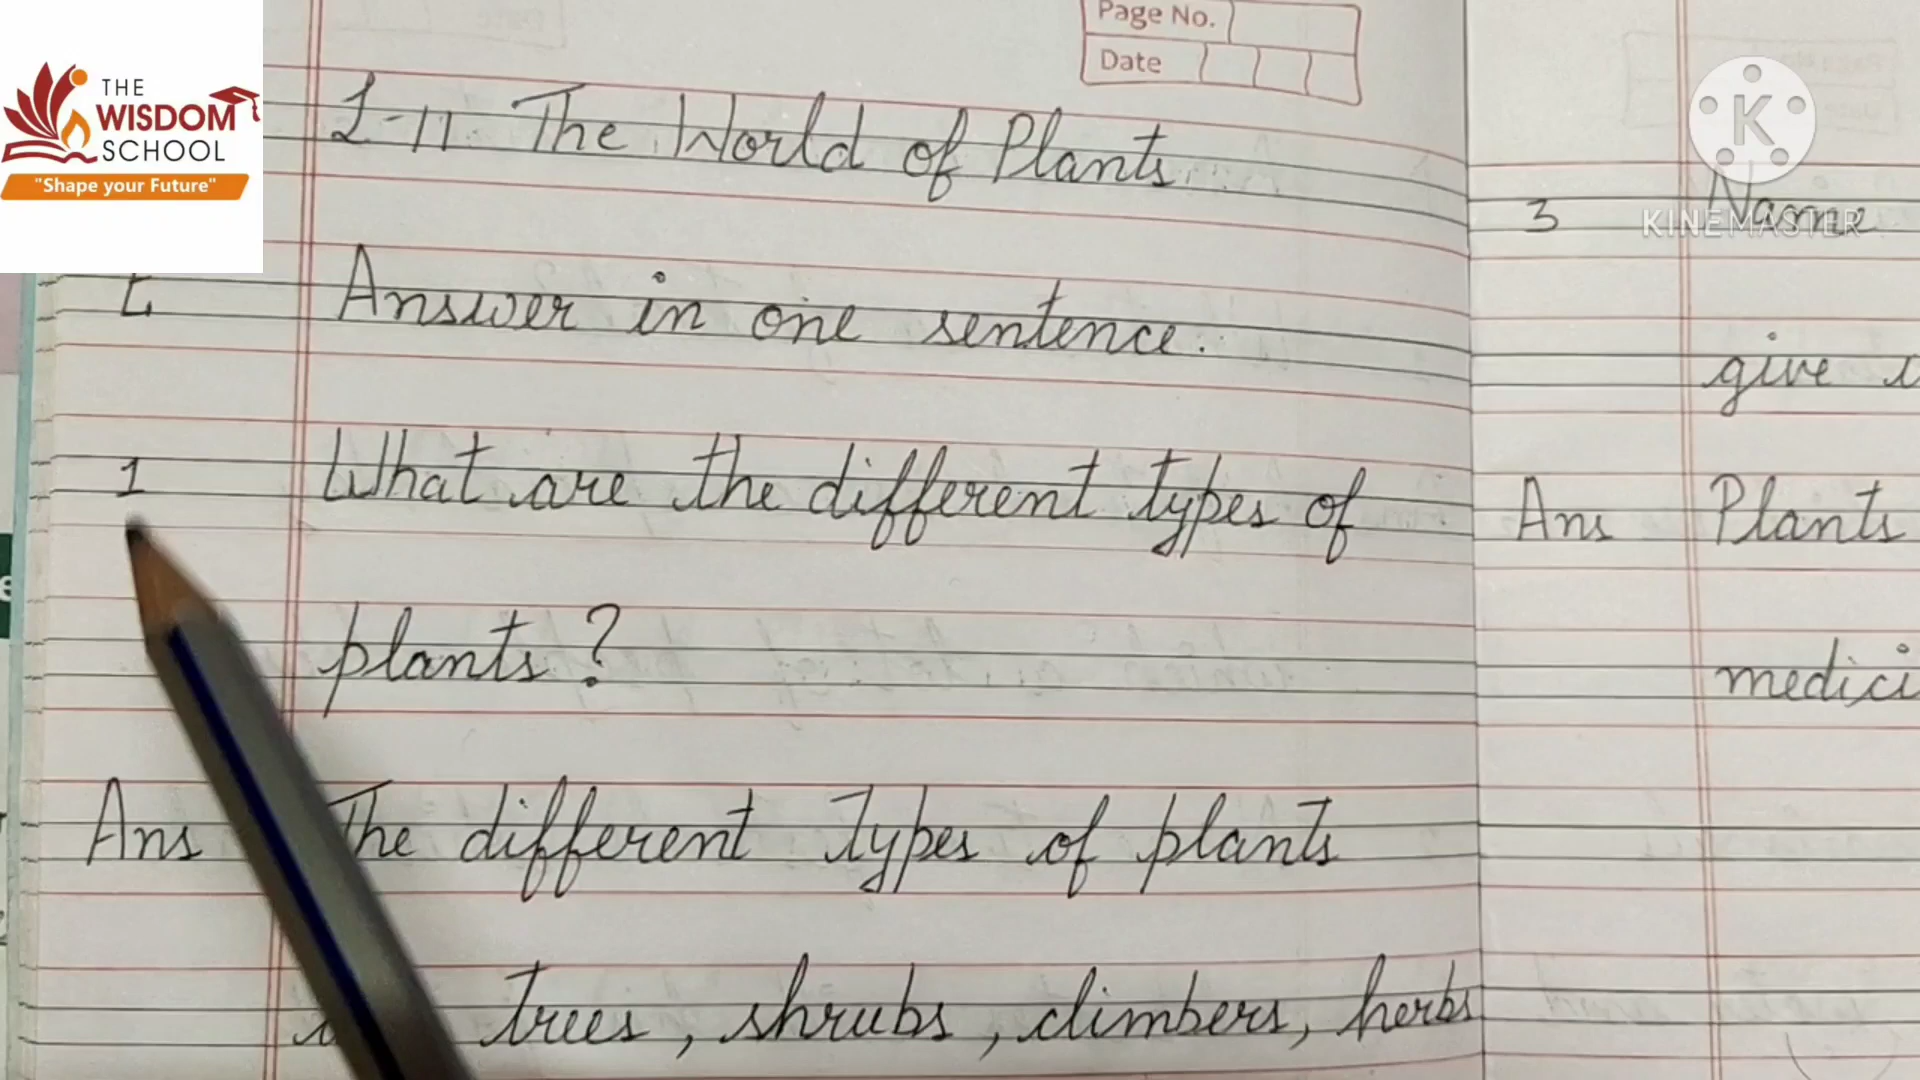 THE
WISDOM
SCHOOL
"Shape your Future"
Page No.
Date
L-11. The World of Plants.
I Answer in one sentence.
1 What are the different types of
plants?
Ans The different types of plants
trees, shrubs, climbers, herbs
3 Name
KINEMASTER
give
Ans Plants
medici